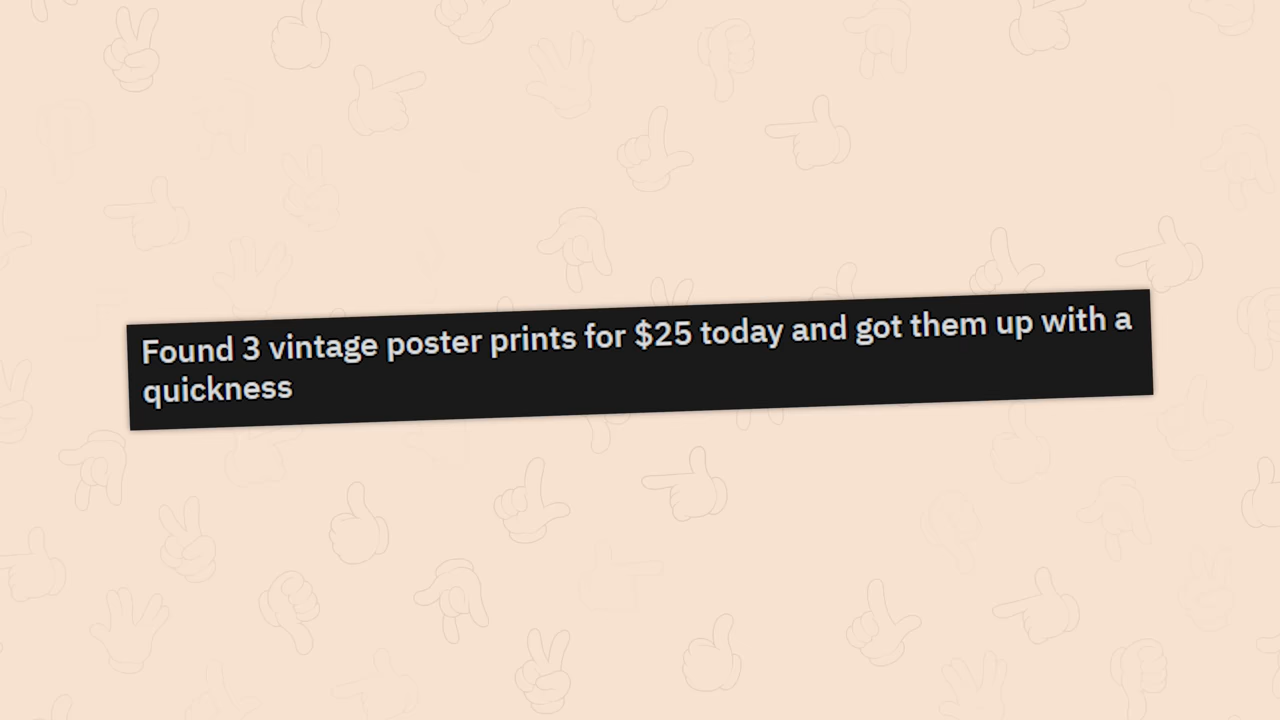 Found 3 vintage poster prints for $25 today and got them up with a
quickness